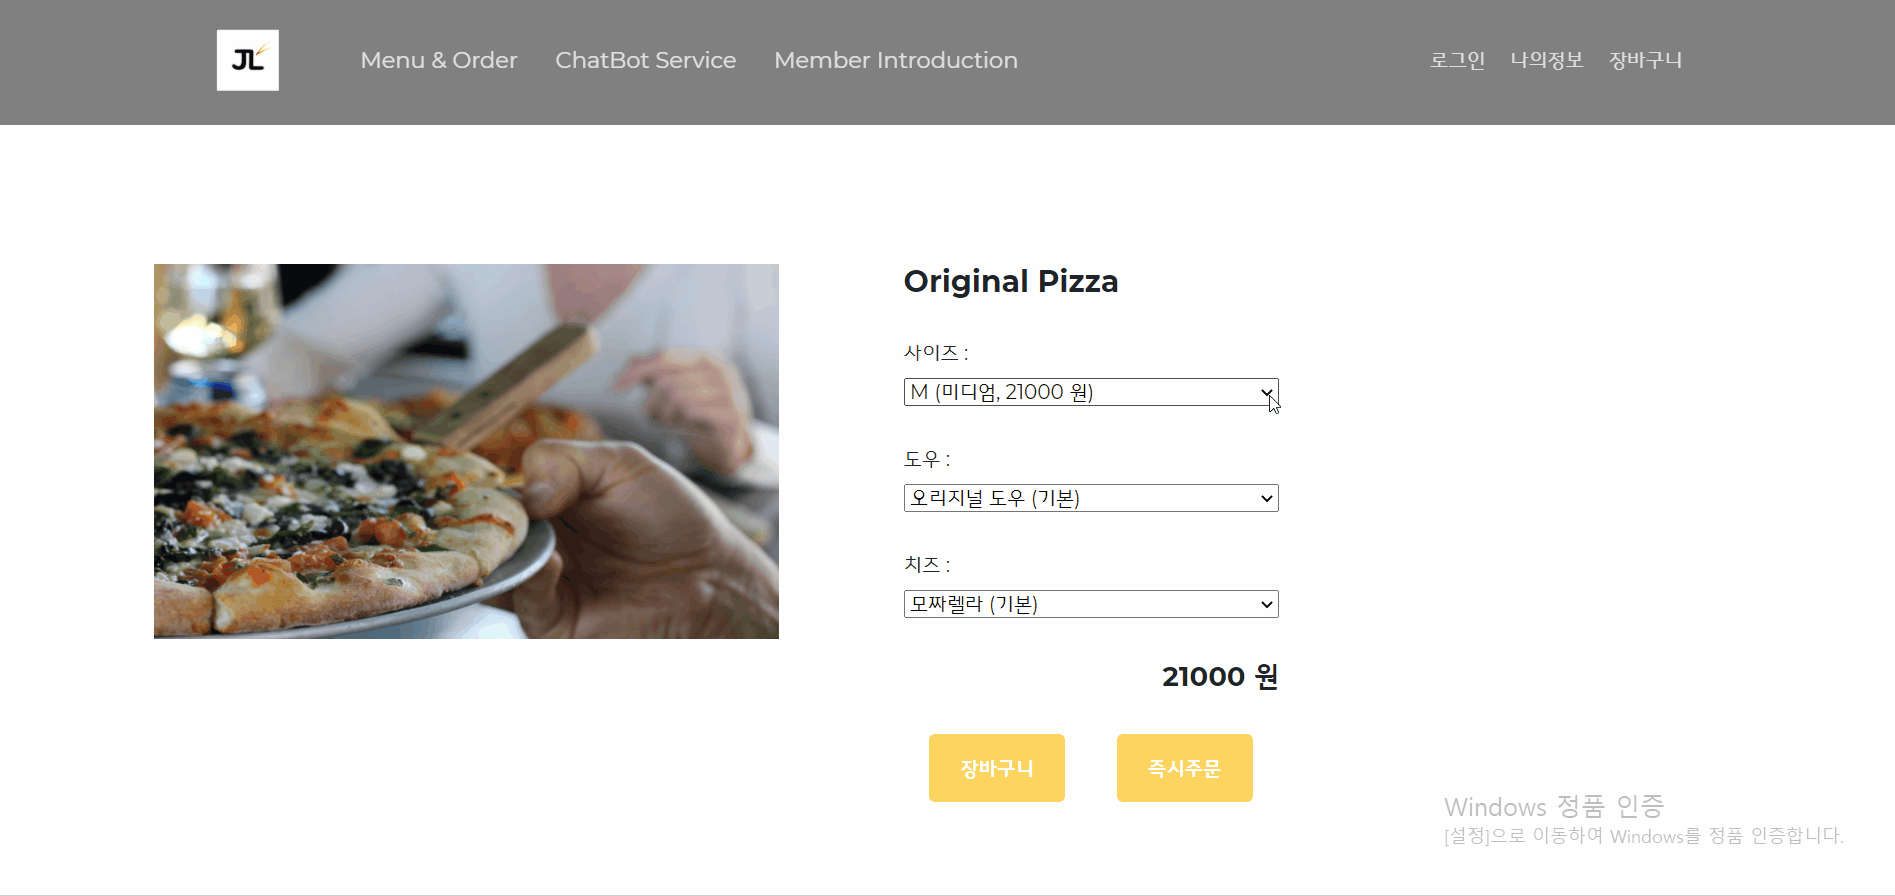 JL
Menu & Order ChatBot Service Member Introduction 로그인 나의정보 장바구니
Original Pizza
사이즈 :
M (미디엄, 21000 원)
도우 :
오리지널 도우 (기본)
치즈 :
모짜렐라 (기본)
21000 원
장바구니 즉시주문
Windows 정품 인증
[설정]으로 이동하여 Windows를 정품 인증합니다.